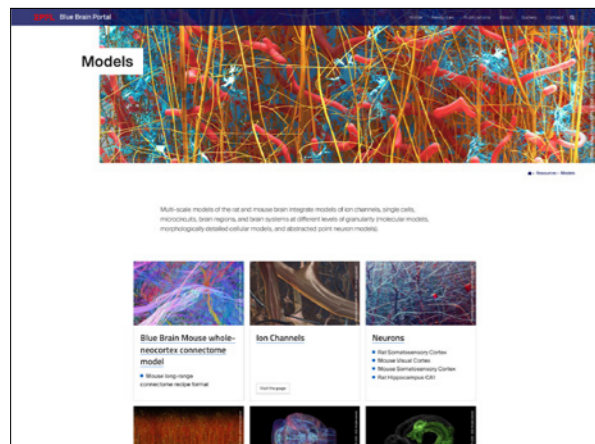 EPFL Blue Brain Portal
Home Resources Publications About Gallery Contact
Models
Resources Models
Multi-scale models of the rat and mouse brain integrate models of ion channels, single cells,
microcircuits, brain regions, and brain systems at different levels of granularity (molecular models,
morphologically detailed cellular models, and abstracted point neuron models).
Blue Brain Mouse whole-
neocortex connectome
model
Mouse long-range
connectome recipe format
Ion Channels
Visit the page
Neurons
Rat Somatosensory Cortex
Mouse Visual Cortex
Mouse Somatosensory Cortex
Rat Hippocampus CA1